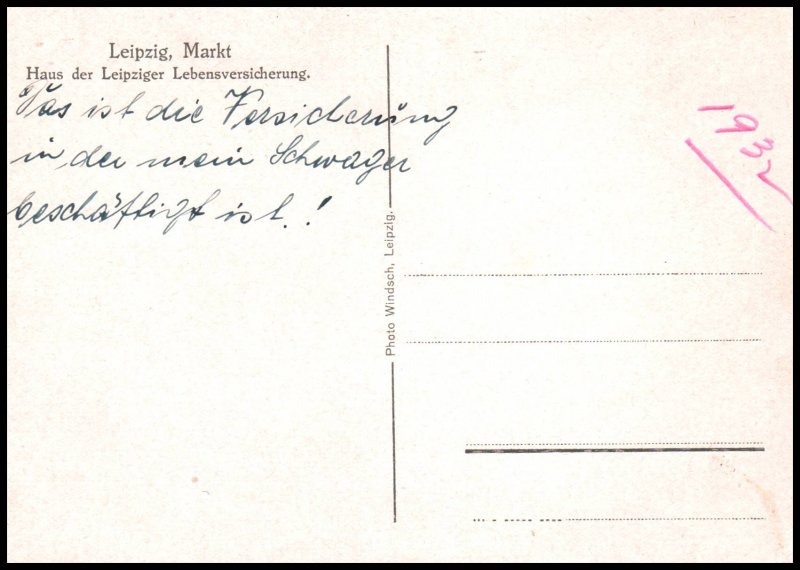 Leipzig, Markt
Haus der Leipziger Lebensversicherung.
Das ist die Versicherung
in der mein Schwager
beschäftigt ist.!
Photo Windsch, Leipzig.
1932